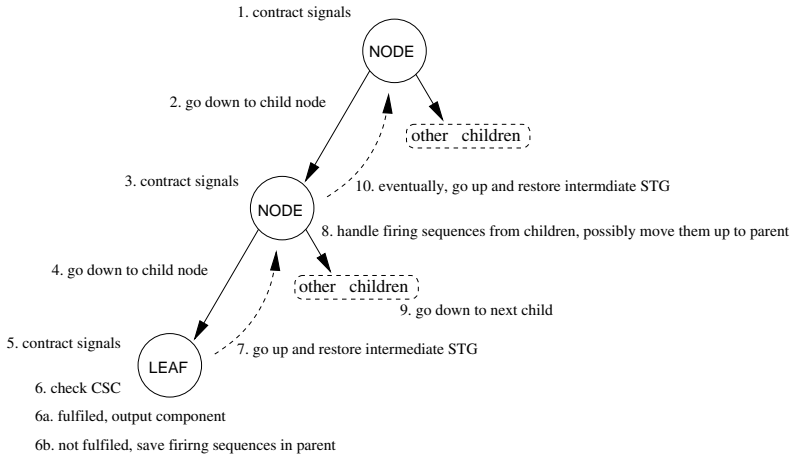 1. contract signals
NODE
2. go down to child node
other children
3. contract signals
10. eventually, go up and restore intermdiate STG
NODE
8. handle firing sequences from children, possibly move them up to parent
4. go down to child node
other children
9. go down to next child
5. contract signals
7. go up and restore intermediate STG
LEAF
6. check CSC
6a. fulfiled, output component
6b. not fulfiled, save firirng sequences in parent